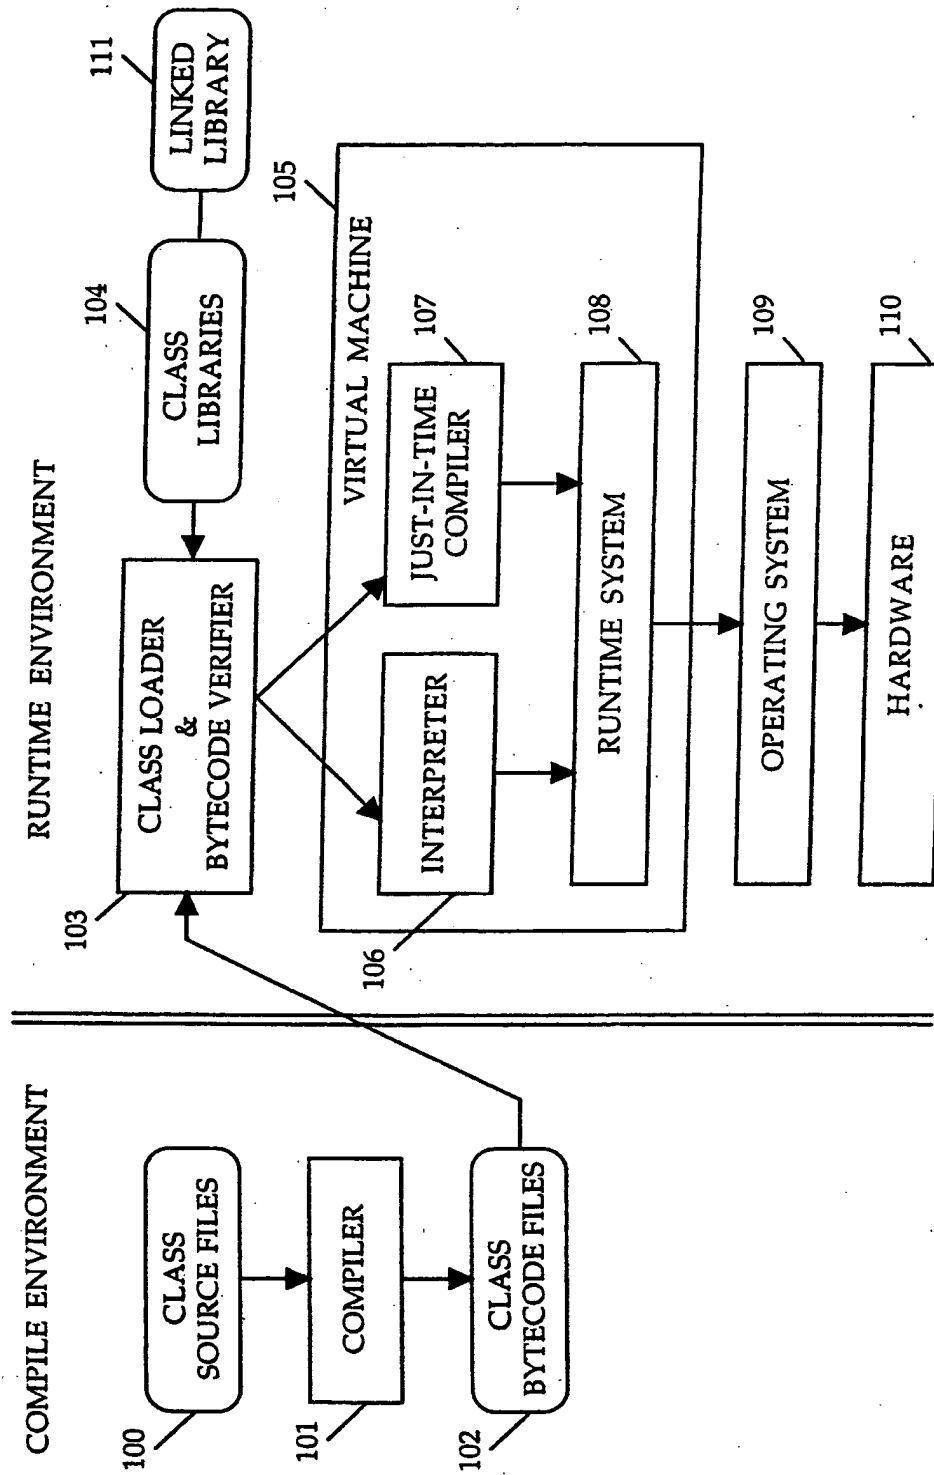 COMPILE ENVIRONMENT
100
CLASS
SOURCE FILES
101
COMPILER
102
CLASS
BYTECODE FILES
RUNTIME ENVIRONMENT
103
CLASS LOADER
&
BYTECODE VERIFIER
104
CLASS
LIBRARIES
111
LINKED
LIBRARY
105
VIRTUAL MACHINE
106
INTERPRETER
107
JUST-IN-TIME
COMPILER
108
RUNTIME SYSTEM
109
OPERATING SYSTEM
110
HARDWARE